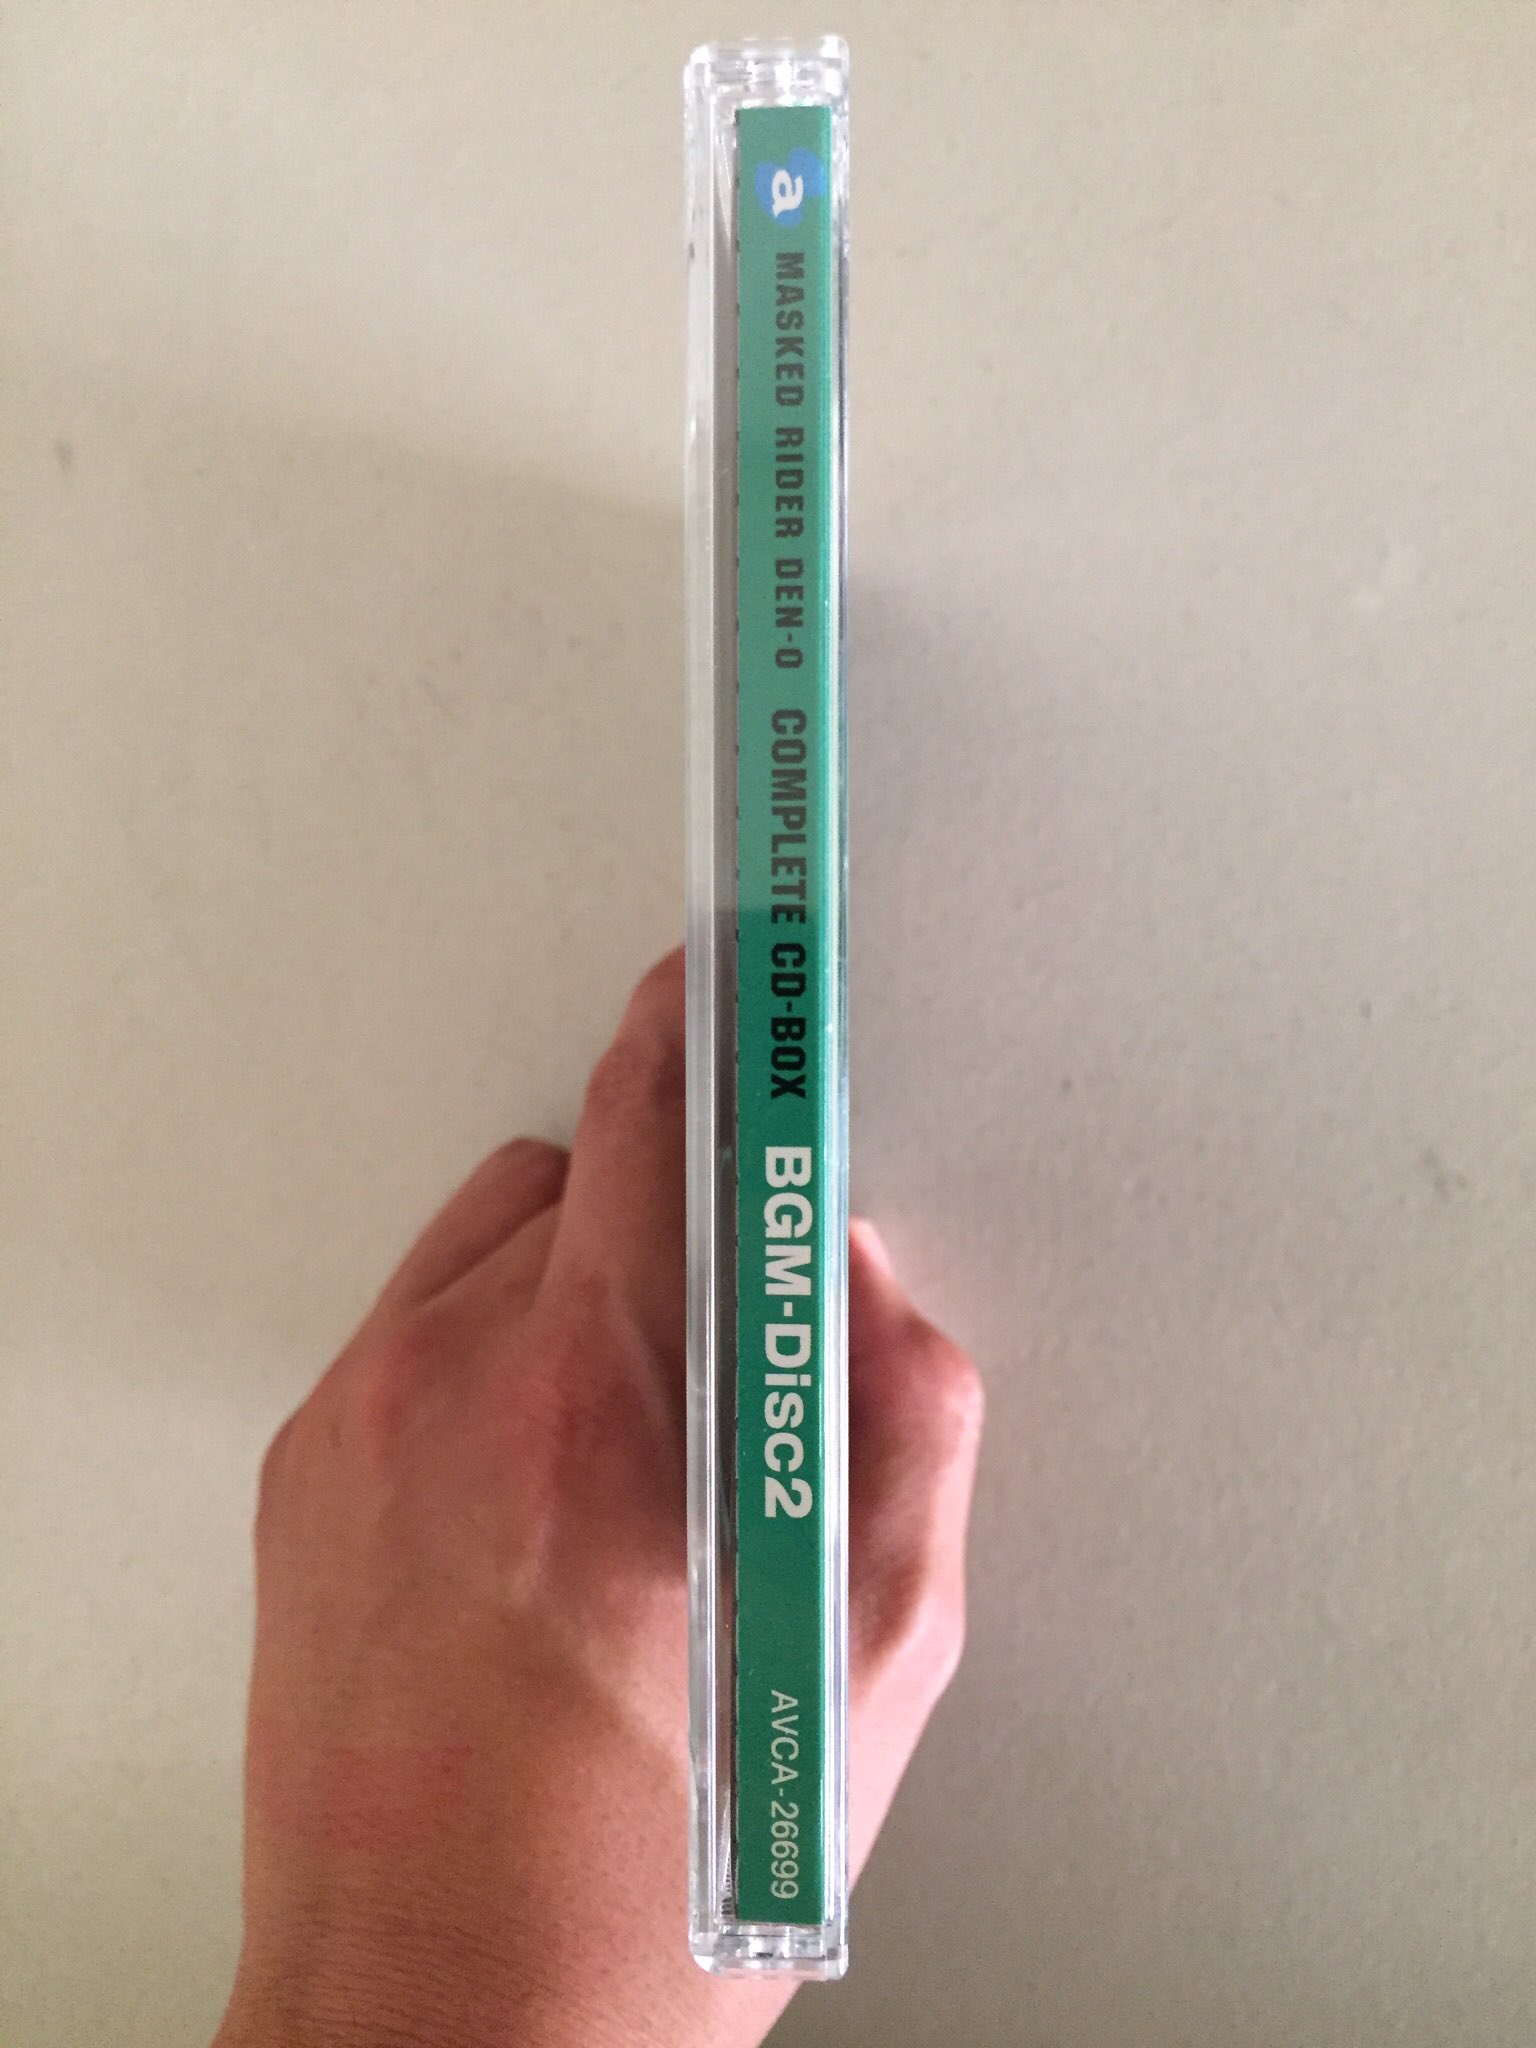 a MASKED RIDER DEN-O COMPLETE CD-BOX BGM-Disc2 AVCA-26699